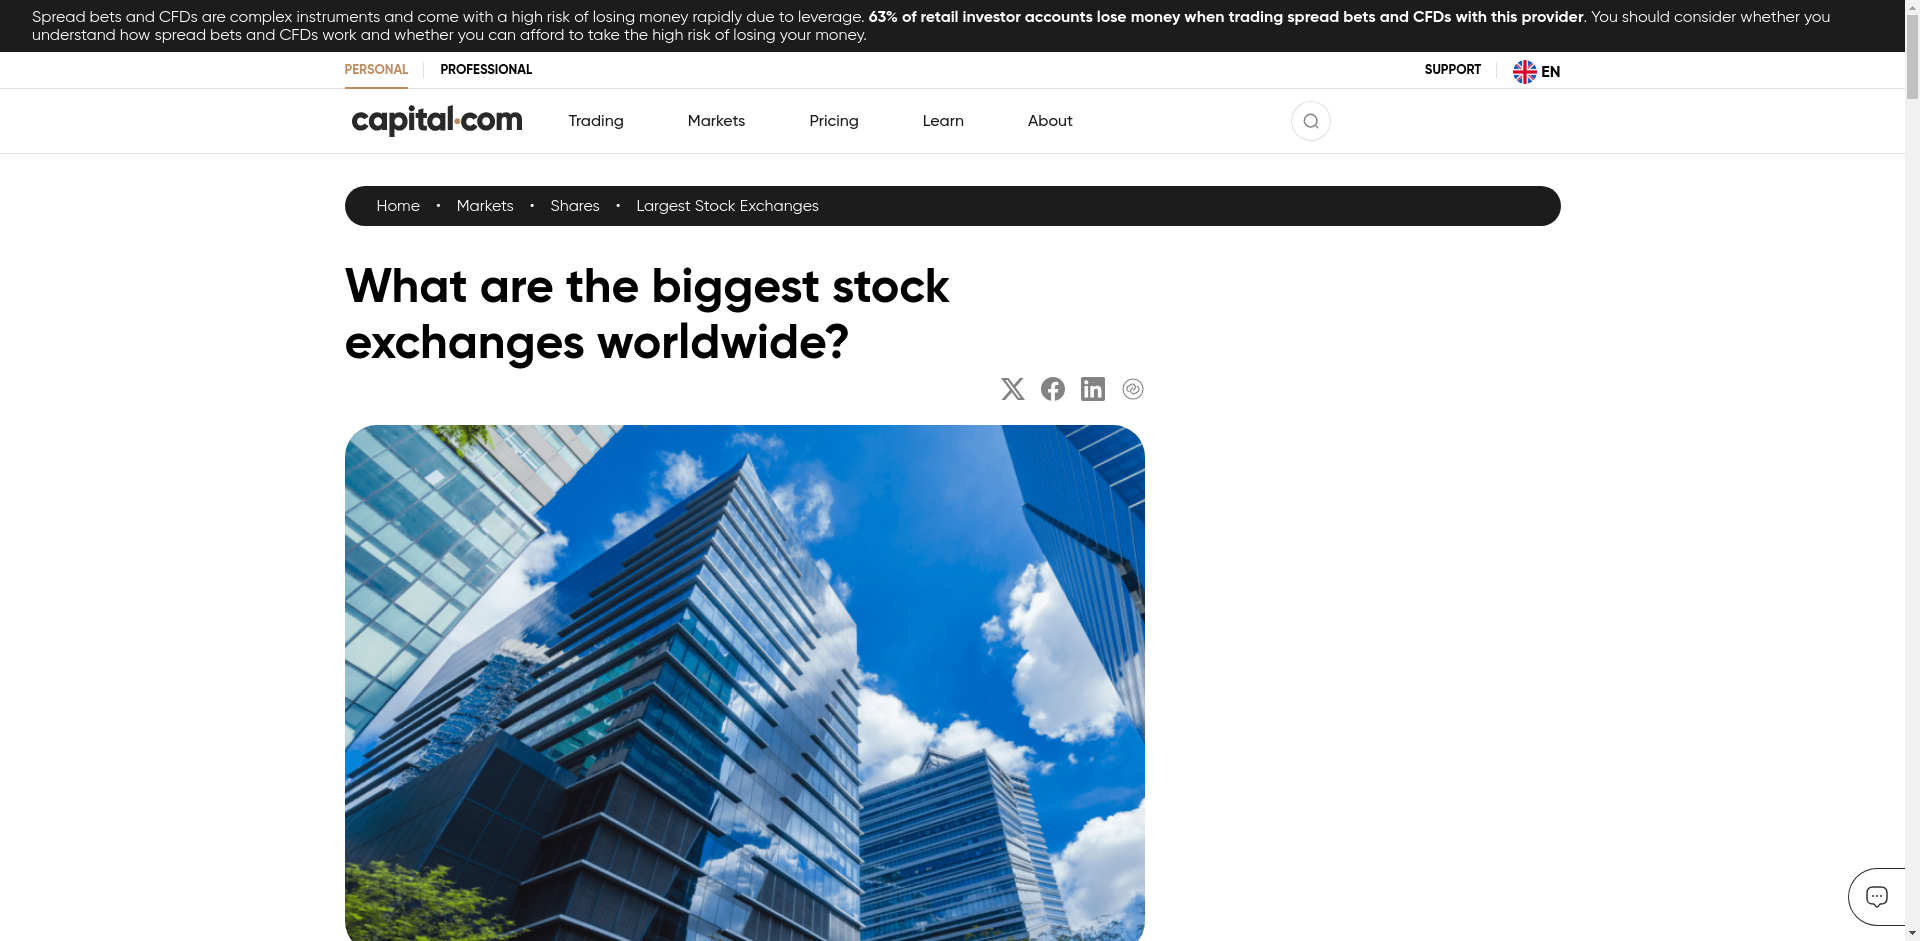 Spread bets and CFDs are complex instruments and come with a high risk of losing money rapidly due to leverage. 63% of retail investor accounts lose money when trading spread bets and CFDs with this provider. You should consider whether you
understand how spread bets and CFDs work and whether you can afford to take the high risk of losing your money.
PERSONAL PROFESSIONAL SUPPORT EN
capital.com Trading Markets Pricing Learn About
Home • Markets • Shares • Largest Stock Exchanges
What are the biggest stock
exchanges worldwide?